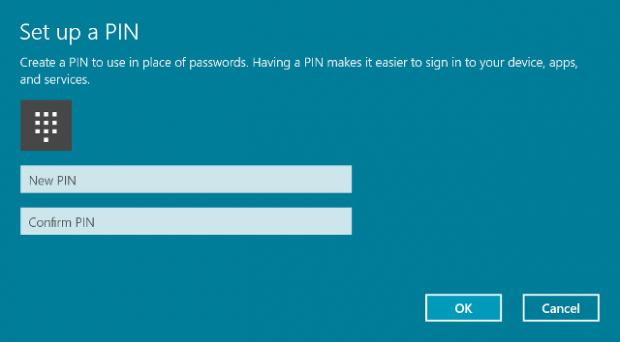 Set up a PIN
Create a PIN to use in place of passwords. Having a PIN makes it easier to sign in to your device, apps,
and services.
New PIN
Confirm PIN
OK
Cancel